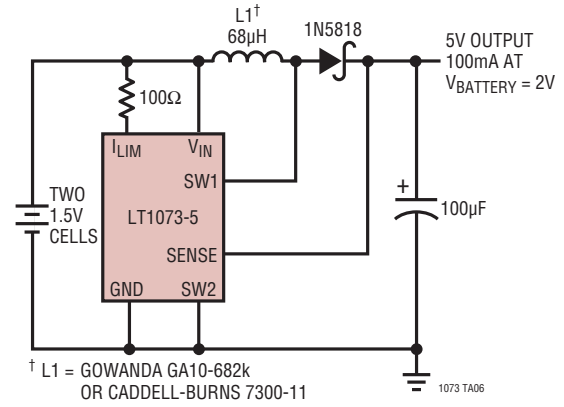 L1†
68µH
1N5818
5V OUTPUT
100mA AT
VBATTERY = 2V
100Ω
ILIM
VIN
SW1
TWO
1.5V
CELLS
LT1073-5
+
100µF
SENSE
GND
SW2
† L1 = GOWANDA GA10-682k
OR CADDELL-BURNS 7300-11
1073 TA06